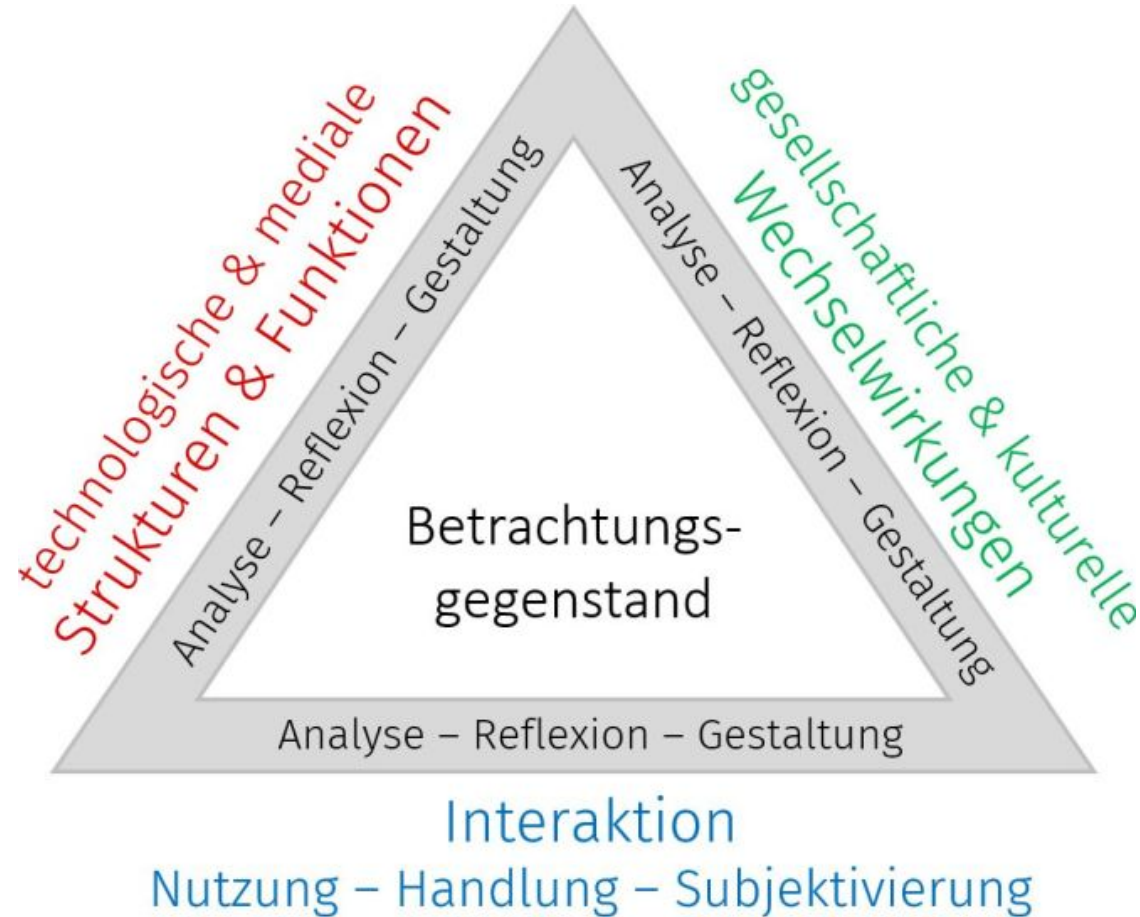 technologische & mediale
Strukturen & Funktionen
Analyse – Reflexion – Gestaltung
gesellschaftliche & kulturelle
Wechselwirkungen
Analyse – Reflexion – Gestaltung
Betrachtungs-
gegenstand
Analyse – Reflexion – Gestaltung
Interaktion
Nutzung – Handlung – Subjektivierung